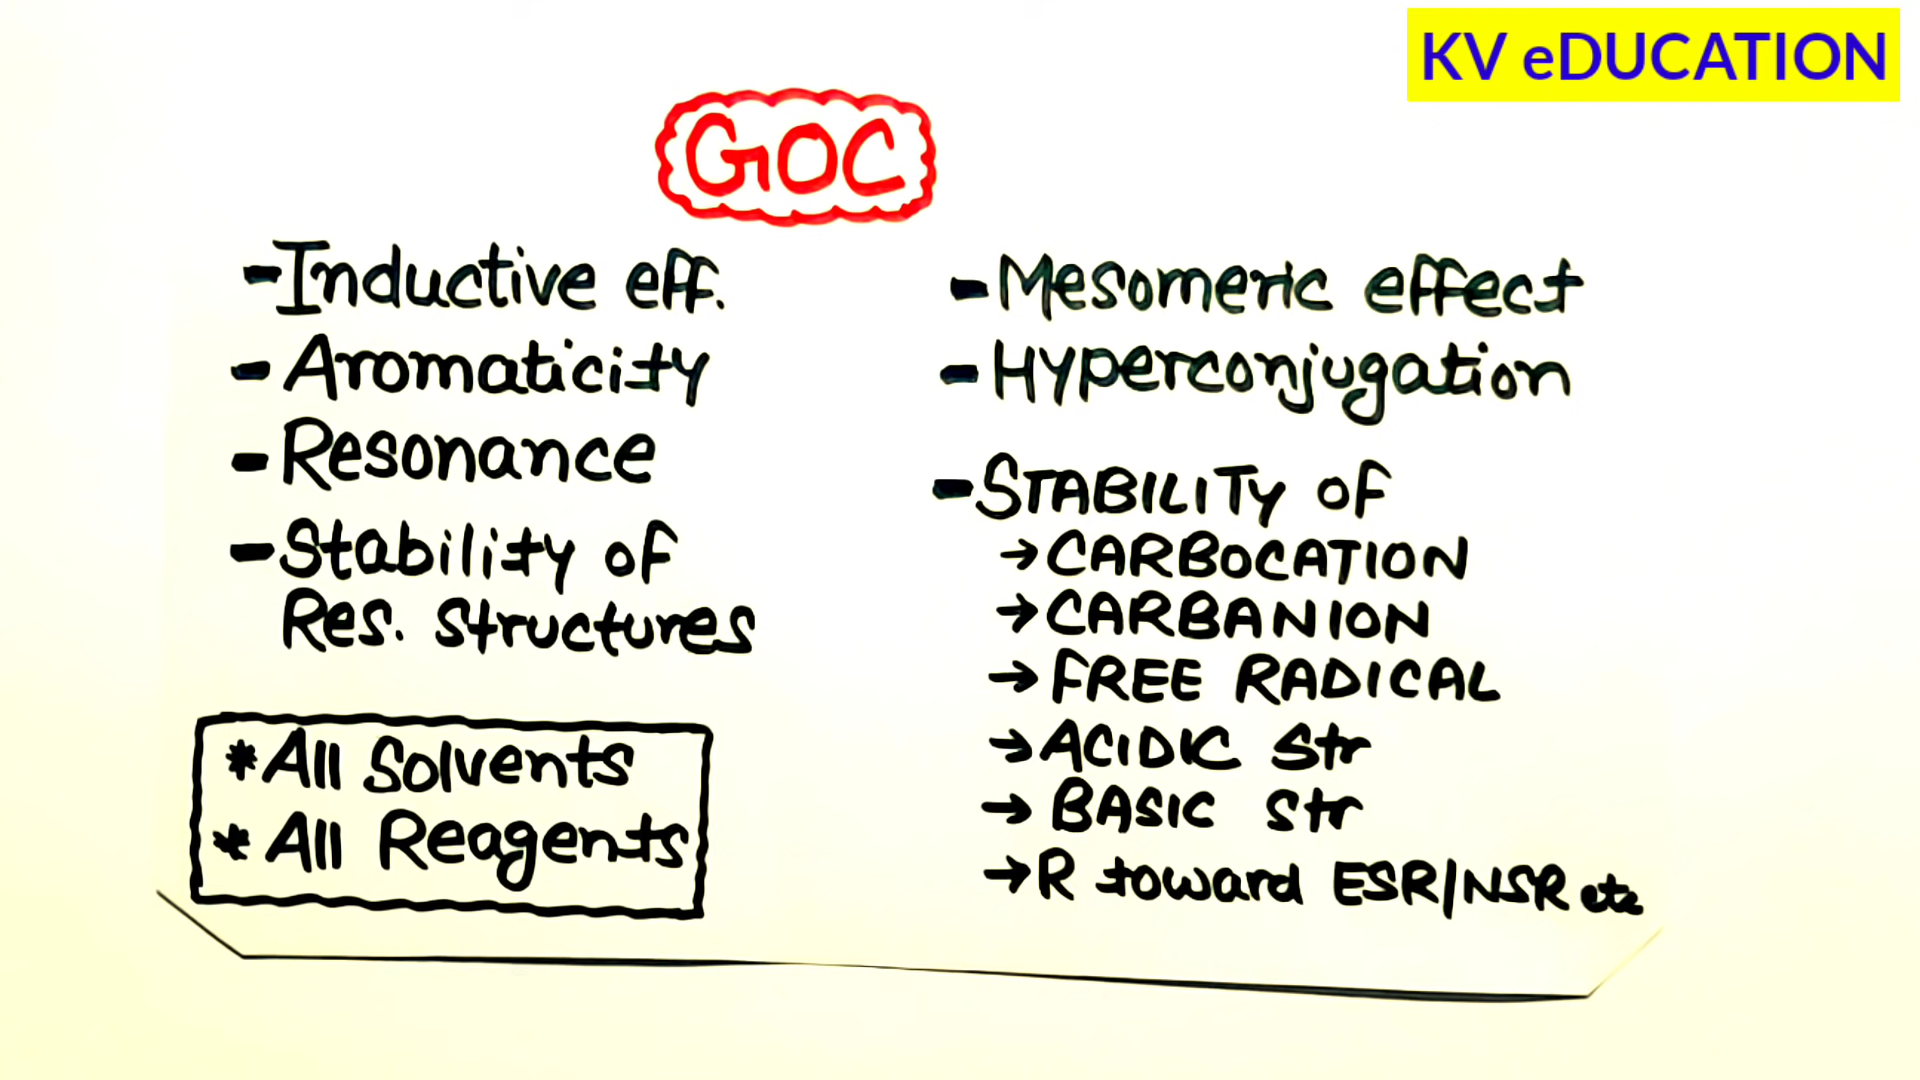 KV eDUCATION
GOC
-Inductive eff.
-Aromaticity
-Resonance
-Stability of
Res. Structures
*All Solvents
*All Reagents
-Mesomeric effect
-Hyperconjugation
-STABILITY OF
→CARBOCATION
→CARBANION
→FREE RADICAL
→ACIDIC Str
→BASIC Str
→R toward ESR/NSR etc